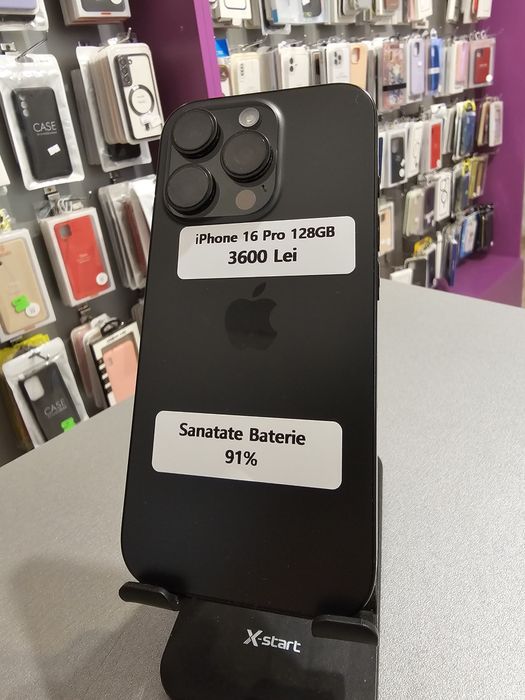 iPhone 16 Pro 128GB
3600 Lei
Sanatate Baterie
91%
X-start
CASE
CASE